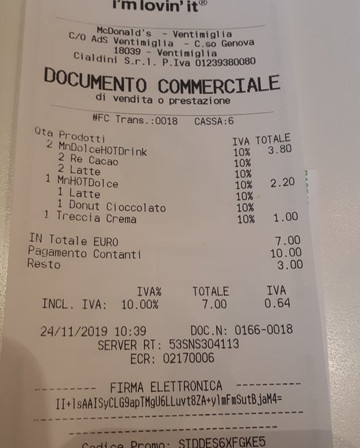 i'm lovin' it®
McDonald's - Ventimiglia
C/O AdS Ventimiglia - C.so Genova
18039 - Ventimiglia
Cialdini S.r.l. P.Iva 01239380080
DOCUMENTO COMMERCIALE
di vendita o prestazione
#FC Trans.:0018 CASSA:6
Qta Prodotti IVA TOTALE
2 MnDolceHOTDrink 10% 3.80
2 Re Cacao 10%
2 Latte 10%
1 MnHOTDolce 10% 2.20
1 Latte 10%
1 Donut Cioccolato 10%
1 Treccia Crema 10% 1.00
IN Totale EURO 7.00
Pagamento Contanti 10.00
Resto 3.00
IVA% TOTALE IVA
INCL. IVA: 10.00% 7.00 0.64
24/11/2019 10:39 DOC.N: 0166-0018
SERVER RT: 53SNS304113
ECR: 02170006
FIRMA ELETTRONICA
II+lsAAISyCLG9apTMgU6LLuvt8ZA+ylmFmSutBjaM4=
Codice Promo: STDDES6XFGKE5